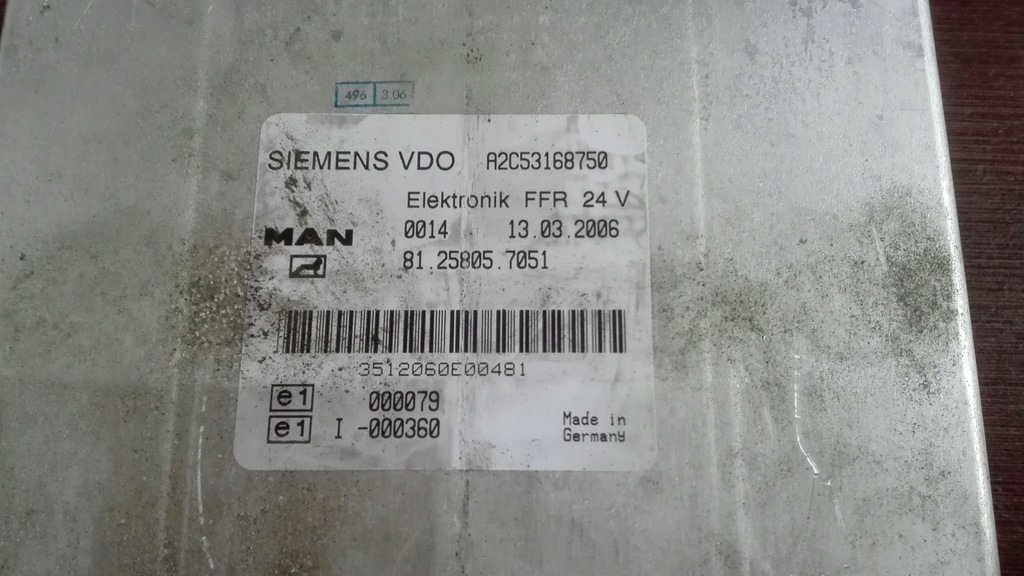 496 3.06
SIEMENS VDO A2C53168750
Elektronik FFR 24 V
MAN 0014 13.03.2006
81.25805.7051
3512060E00481
e1 000079
e1 I -000360
Made in
Germany